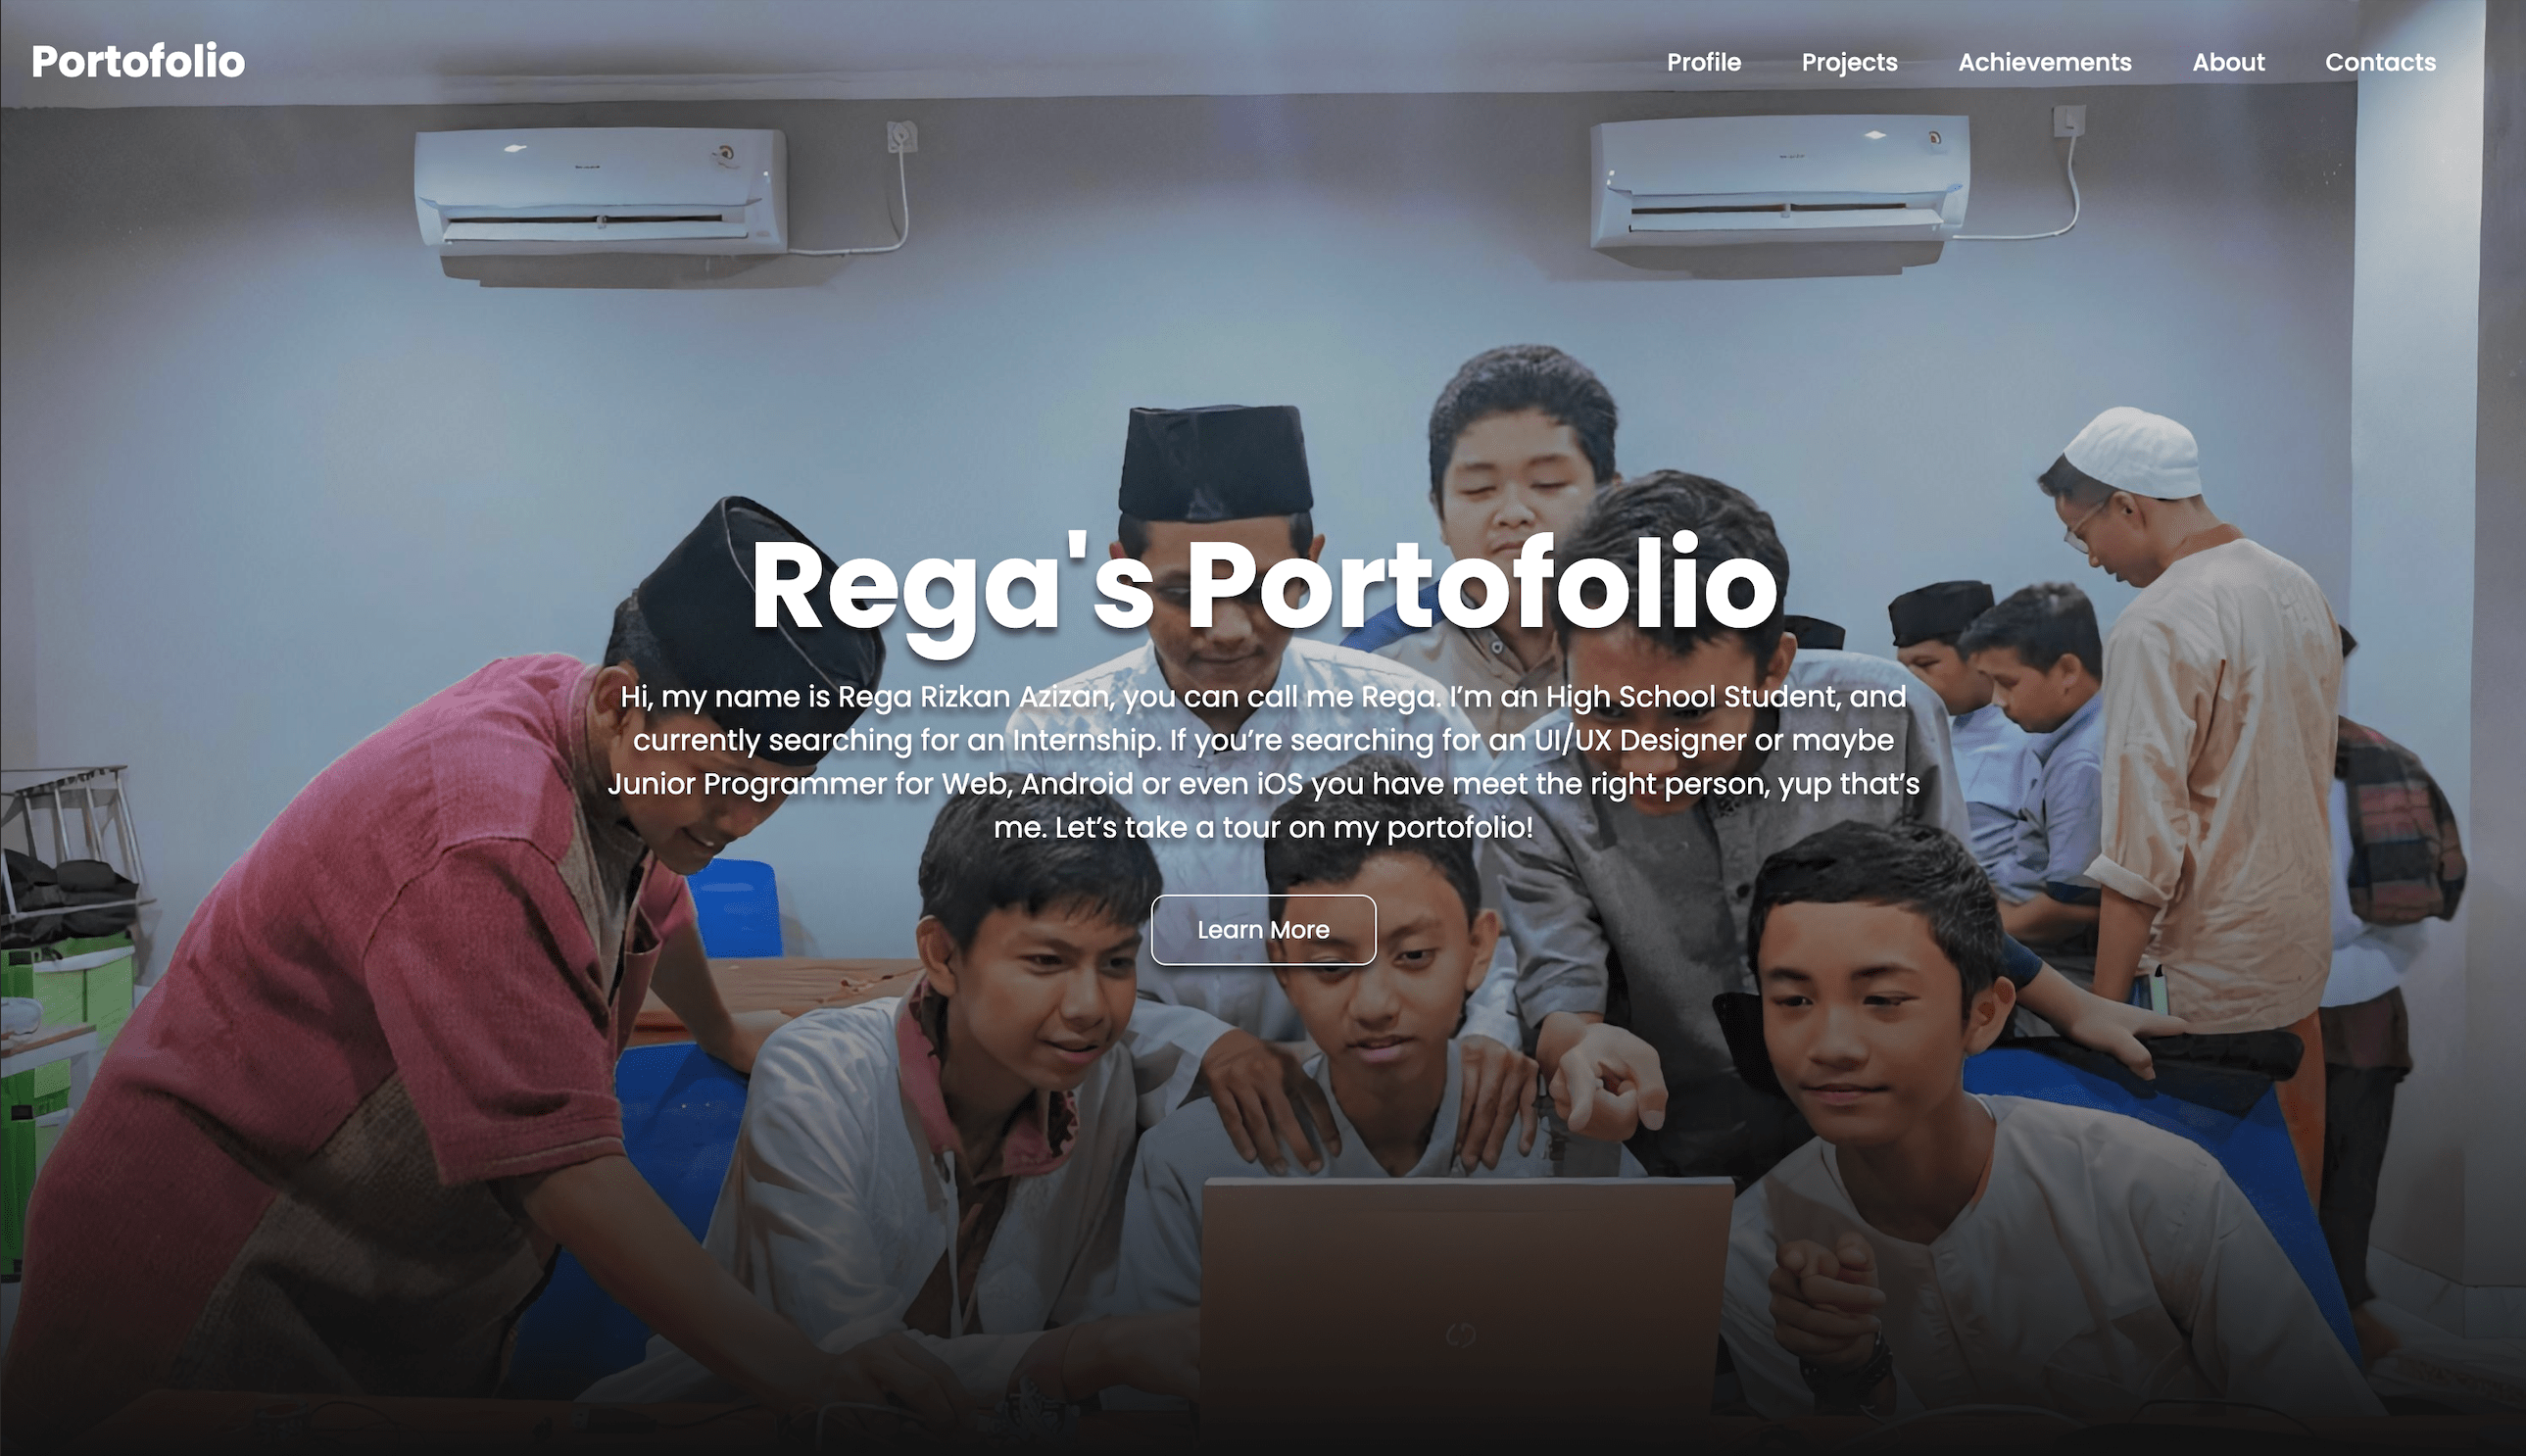 Portofolio
Profile Projects Achievements About Contacts
Rega's Portofolio
Hi, my name is Rega Rizkan Azizan, you can call me Rega. I’m an High School Student, and
currently searching for an Internship. If you’re searching for an UI/UX Designer or maybe
Junior Programmer for Web, Android or even iOS you have meet the right person, yup that’s
me. Let’s take a tour on my portofolio!
Learn More